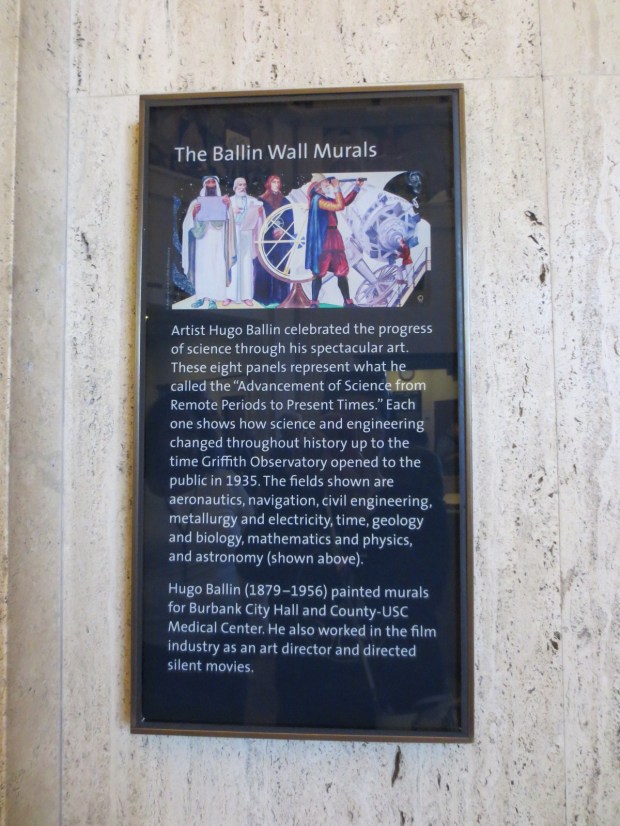 The Ballin Wall Murals
Artist Hugo Ballin celebrated the progress
of science through his spectacular art.
These eight panels represent what he
called the “Advancement of Science from
Remote Periods to Present Times.” Each
one shows how science and engineering
changed throughout history up to the
time Griffith Observatory opened to the
public in 1935. The fields shown are
aeronautics, navigation, civil engineering,
metallurgy and electricity, time, geology
and biology, mathematics and physics,
and astronomy (shown above).
Hugo Ballin (1879–1956) painted murals
for Burbank City Hall and County-USC
Medical Center. He also worked in the film
industry as an art director and directed
silent movies.